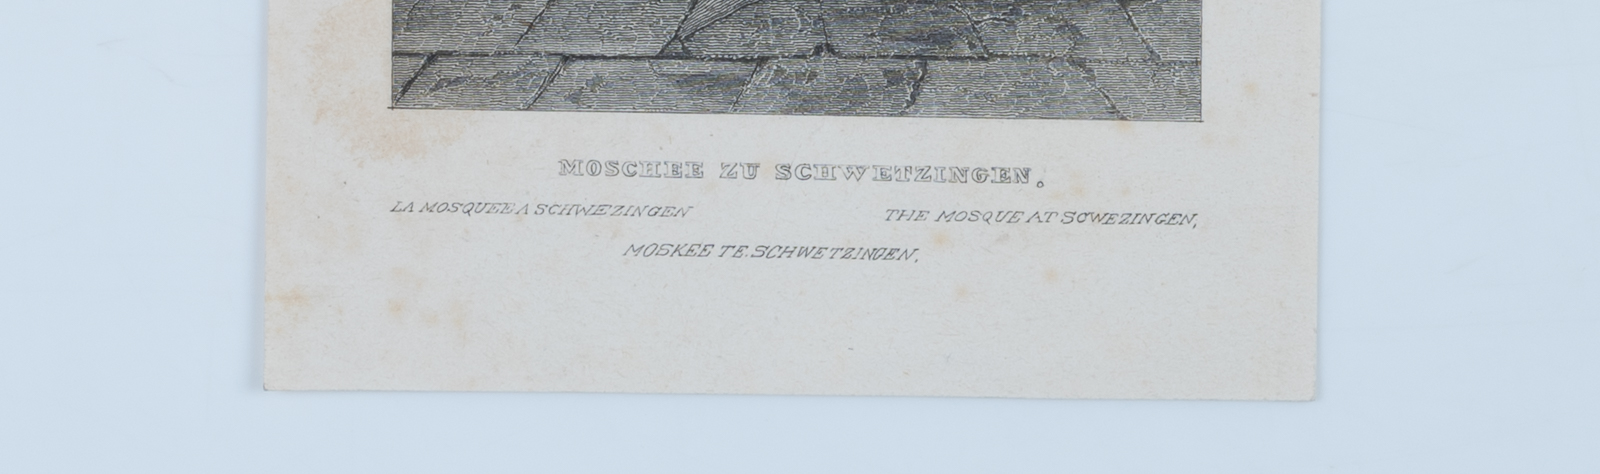 MOSCHEE ZU SCHWETZINGEN.
LA MOSQUEE A SCHWEZINGEN
THE MOSQUE AT SCWEZINGEN,
MOSKEE TE.SCHWETZINGEN.